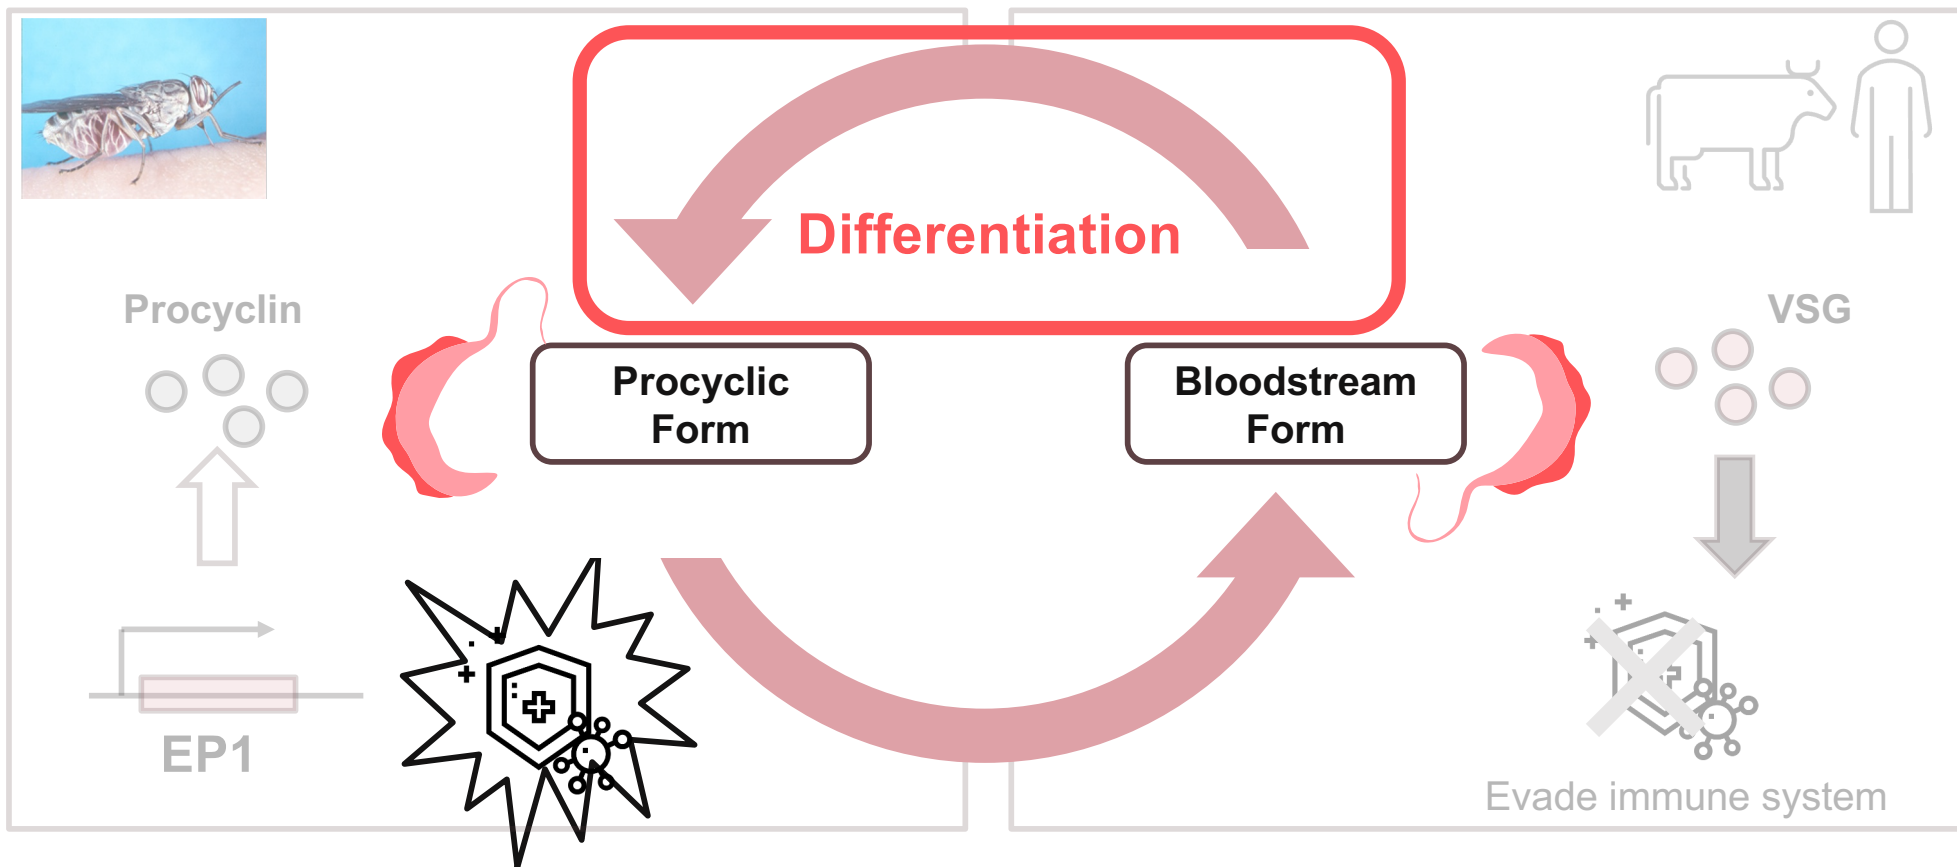 Differentiation
Procyclin
VSG
Procyclic
Form
Bloodstream
Form
EP1
Evade immune system